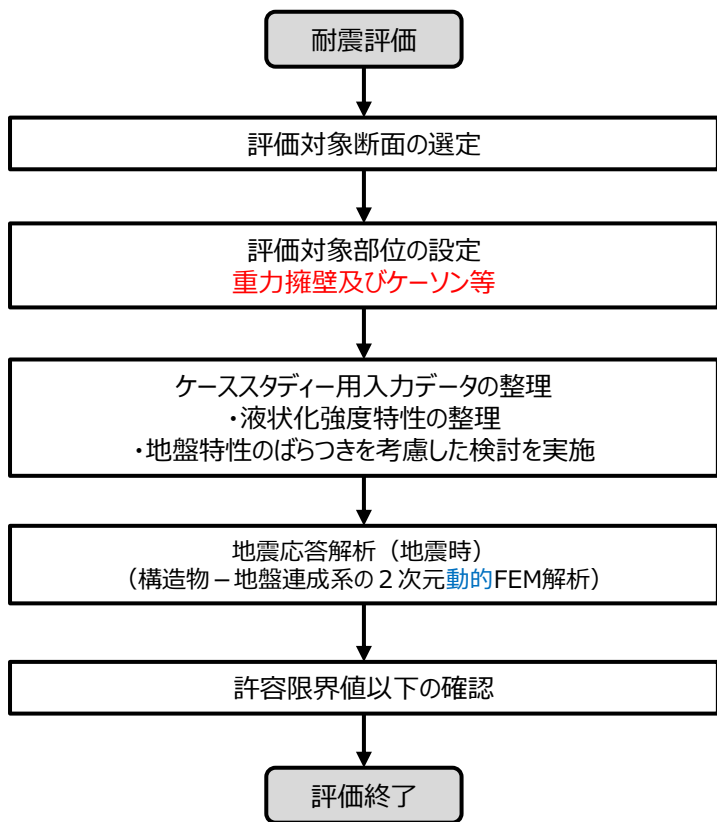 耐震評価
評価対象断面の選定
評価対象部位の設定
重力擁壁及びケーソン等
ケーススタディー用入力データの整理
・液状化強度特性の整理
・地盤特性のばらつきを考慮した検討を実施
地震応答解析（地震時）
（構造物－地盤連成系の２次元動的FEM解析）
許容限界値以下の確認
評価終了